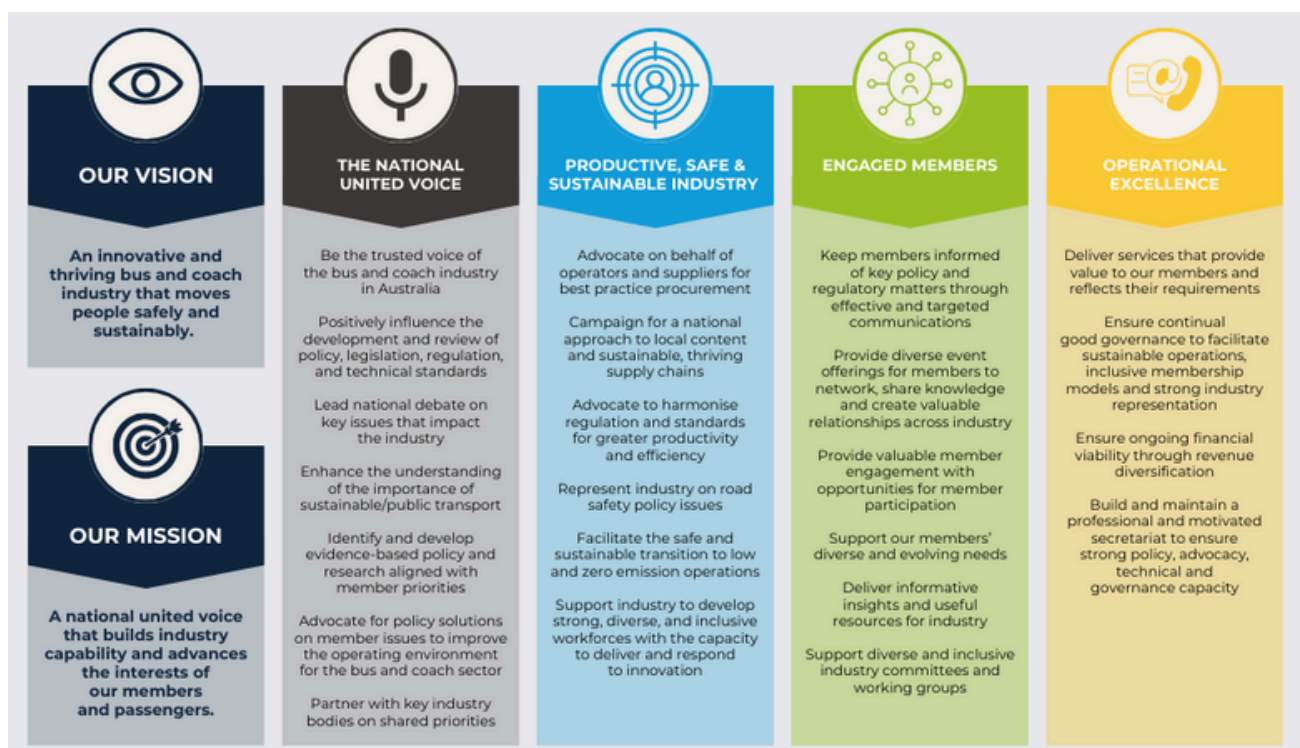 OUR VISION
An innovative and
thriving bus and coach
industry that moves
people safely and
sustainably.
OUR MISSION
A national united voice
that builds industry
capability and advances
the interests of
our members
and passengers.
THE NATIONAL
UNITED VOICE
Be the trusted voice of
the bus and coach industry
in Australia
Positively influence the
development and review of
policy, legislation, regulation,
and technical standards
Lead national debate on
key issues that impact
the industry
Enhance the understanding
of the importance of
sustainable/public transport
Identify and develop
evidence-based policy and
research aligned with
member priorities
Advocate for policy solutions
on member issues to improve
the operating environment
for the bus and coach sector
Partner with key industry
bodies on shared priorities
PRODUCTIVE, SAFE &
SUSTAINABLE INDUSTRY
Advocate on behalf of
operators and suppliers for
best practice procurement
Campaign for a national
approach to local content
and sustainable, thriving
supply chains
Advocate to harmonise
regulation and standards
for greater productivity
and efficiency
Represent industry on road
safety policy issues
Facilitate the safe and
sustainable transition to low
and zero emission operations
Support industry to develop
strong, diverse, and inclusive
workforces with the capacity
to deliver and respond
to innovation
ENGAGED MEMBERS
Keep members informed
of key policy and
regulatory matters through
effective and targeted
communications
Provide diverse event
offerings for members to
network, share knowledge
and create valuable
relationships across industry
Provide valuable member
engagement with
opportunities for member
participation
Support our members'
diverse and evolving needs
Deliver informative
insights and useful
resources for industry
Support diverse and inclusive
industry committees and
working groups
OPERATIONAL
EXCELLENCE
Deliver services that provide
value to our members and
reflects their requirements
Ensure continual
good governance to facilitate
sustainable operations,
inclusive membership
models and strong industry
representation
Ensure ongoing financial
viability through revenue
diversification
Build and maintain a
professional and motivated
secretariat to ensure
strong policy, advocacy,
technical and
governance capacity